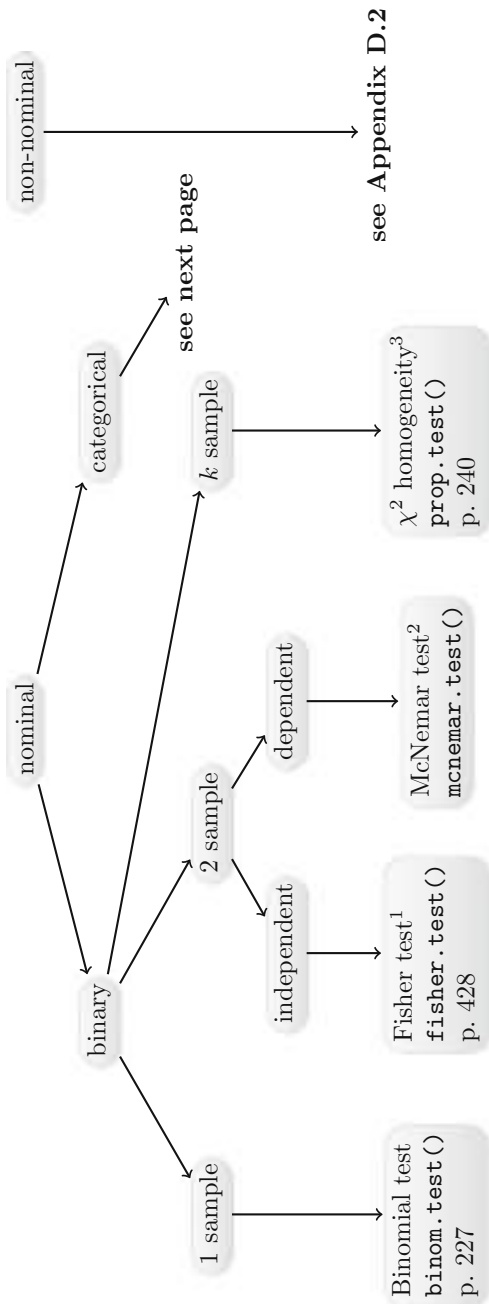 nominal
non-nominal
binary
categorical
see next page
1 sample
2 sample
k sample
independent
dependent
see Appendix D.2
Binomial test
binom.test()
p. 227
Fisher test¹
fisher.test()
p. 428
McNemar test²
mcnemar.test()
χ² homogeneity³
prop.test()
p. 240